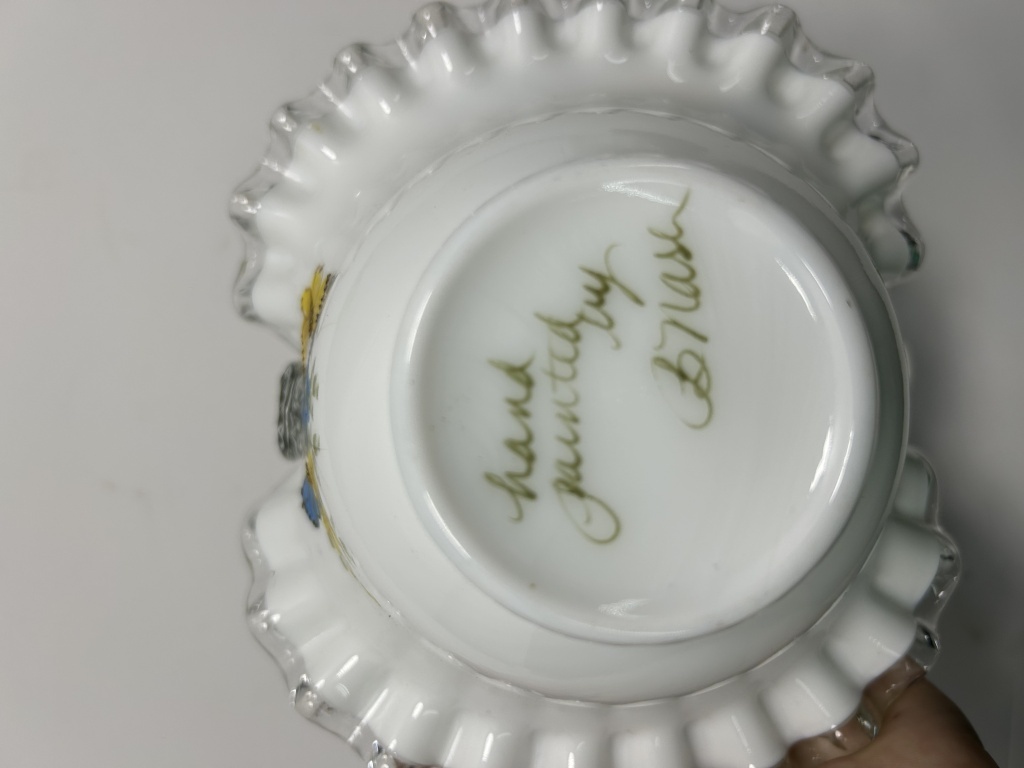 hand
painted by
B Nash